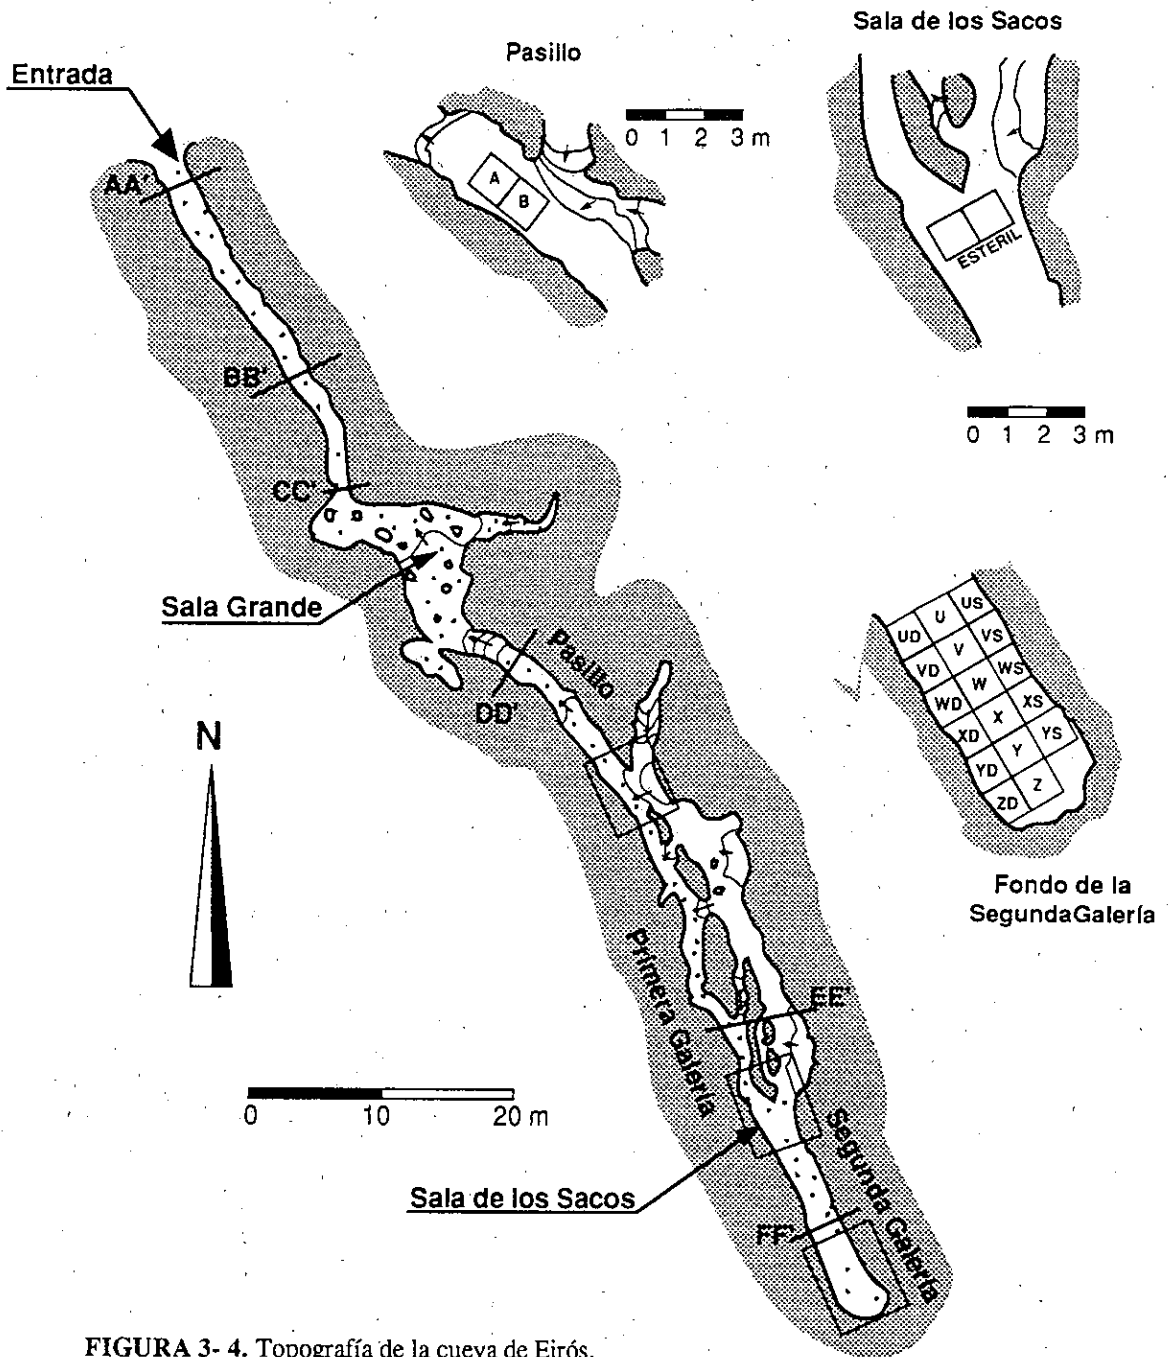 Sala de los Sacos
Pasillo
Entrada
0 1 2 3 m
A
B
AA'
ESTERIL
BB'
0 1 2 3 m
CC'
Sala Grande
Pasillo
DD'
UD U US
VD V VS
WD W WS
XD X XS
YD Y YS
ZD Z
N
Fondo de la
SegundaGalería
Primera Galería
EE'
0 10 20 m
Segunda Galería
Sala de los Sacos
FF'
FIGURA 3- 4. Topografía de la cueva de Eirós.